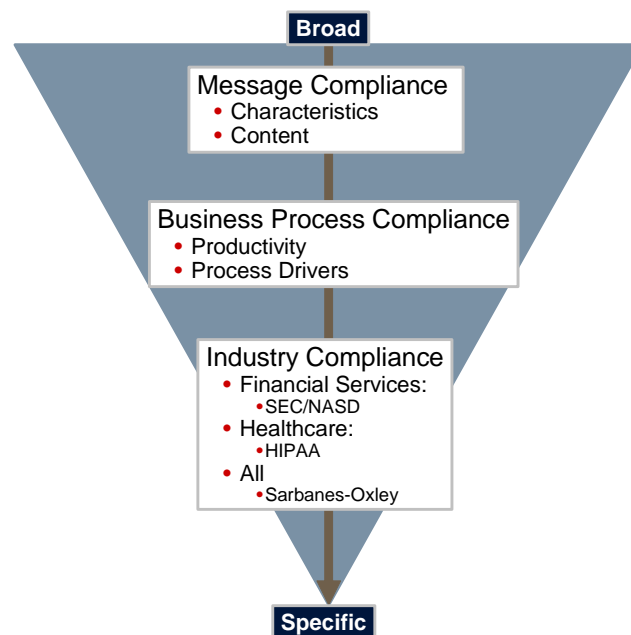 Broad
Message Compliance
• Characteristics
• Content
Business Process Compliance
• Productivity
• Process Drivers
Industry Compliance
• Financial Services:
• SEC/NASD
• Healthcare:
• HIPAA
• All
• Sarbanes-Oxley
Specific